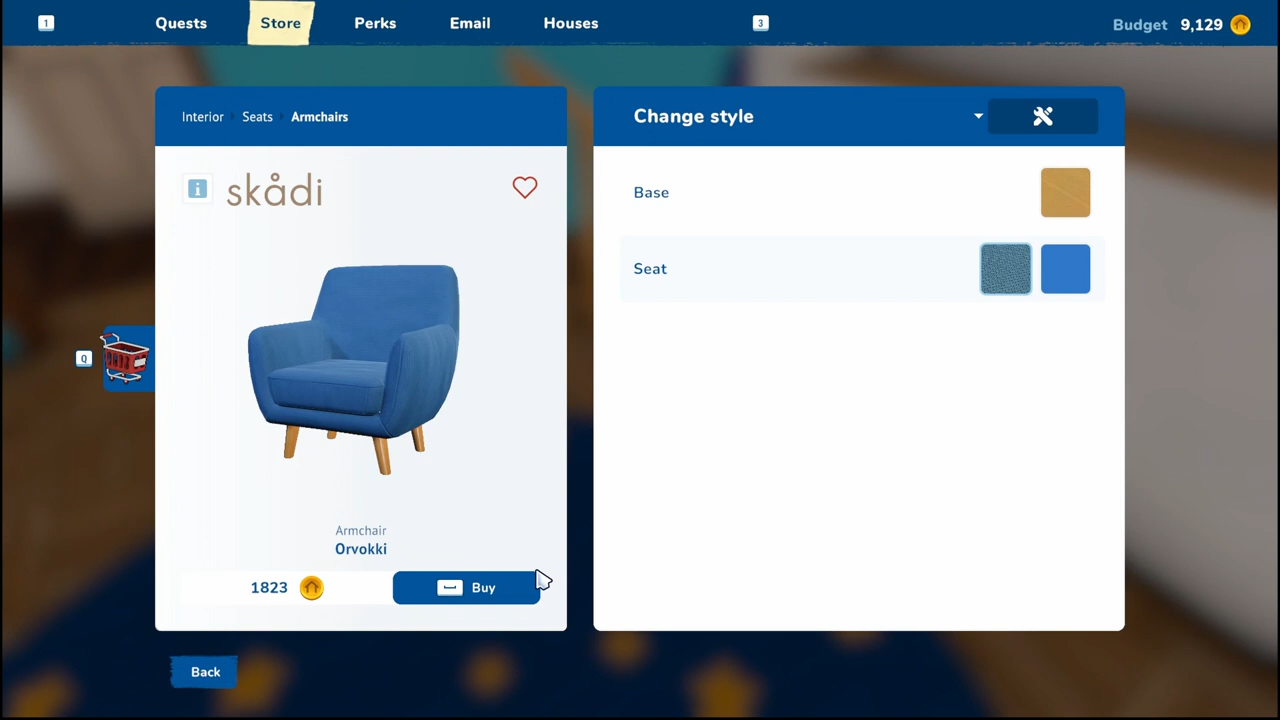 1
Quests
Store
Perks
Email
Houses
3
Budget 9,129
Interior Seats Armchairs
i
skådi
Armchair
Orvokki
1823
Buy
Change style
Base
Seat
Q
Back